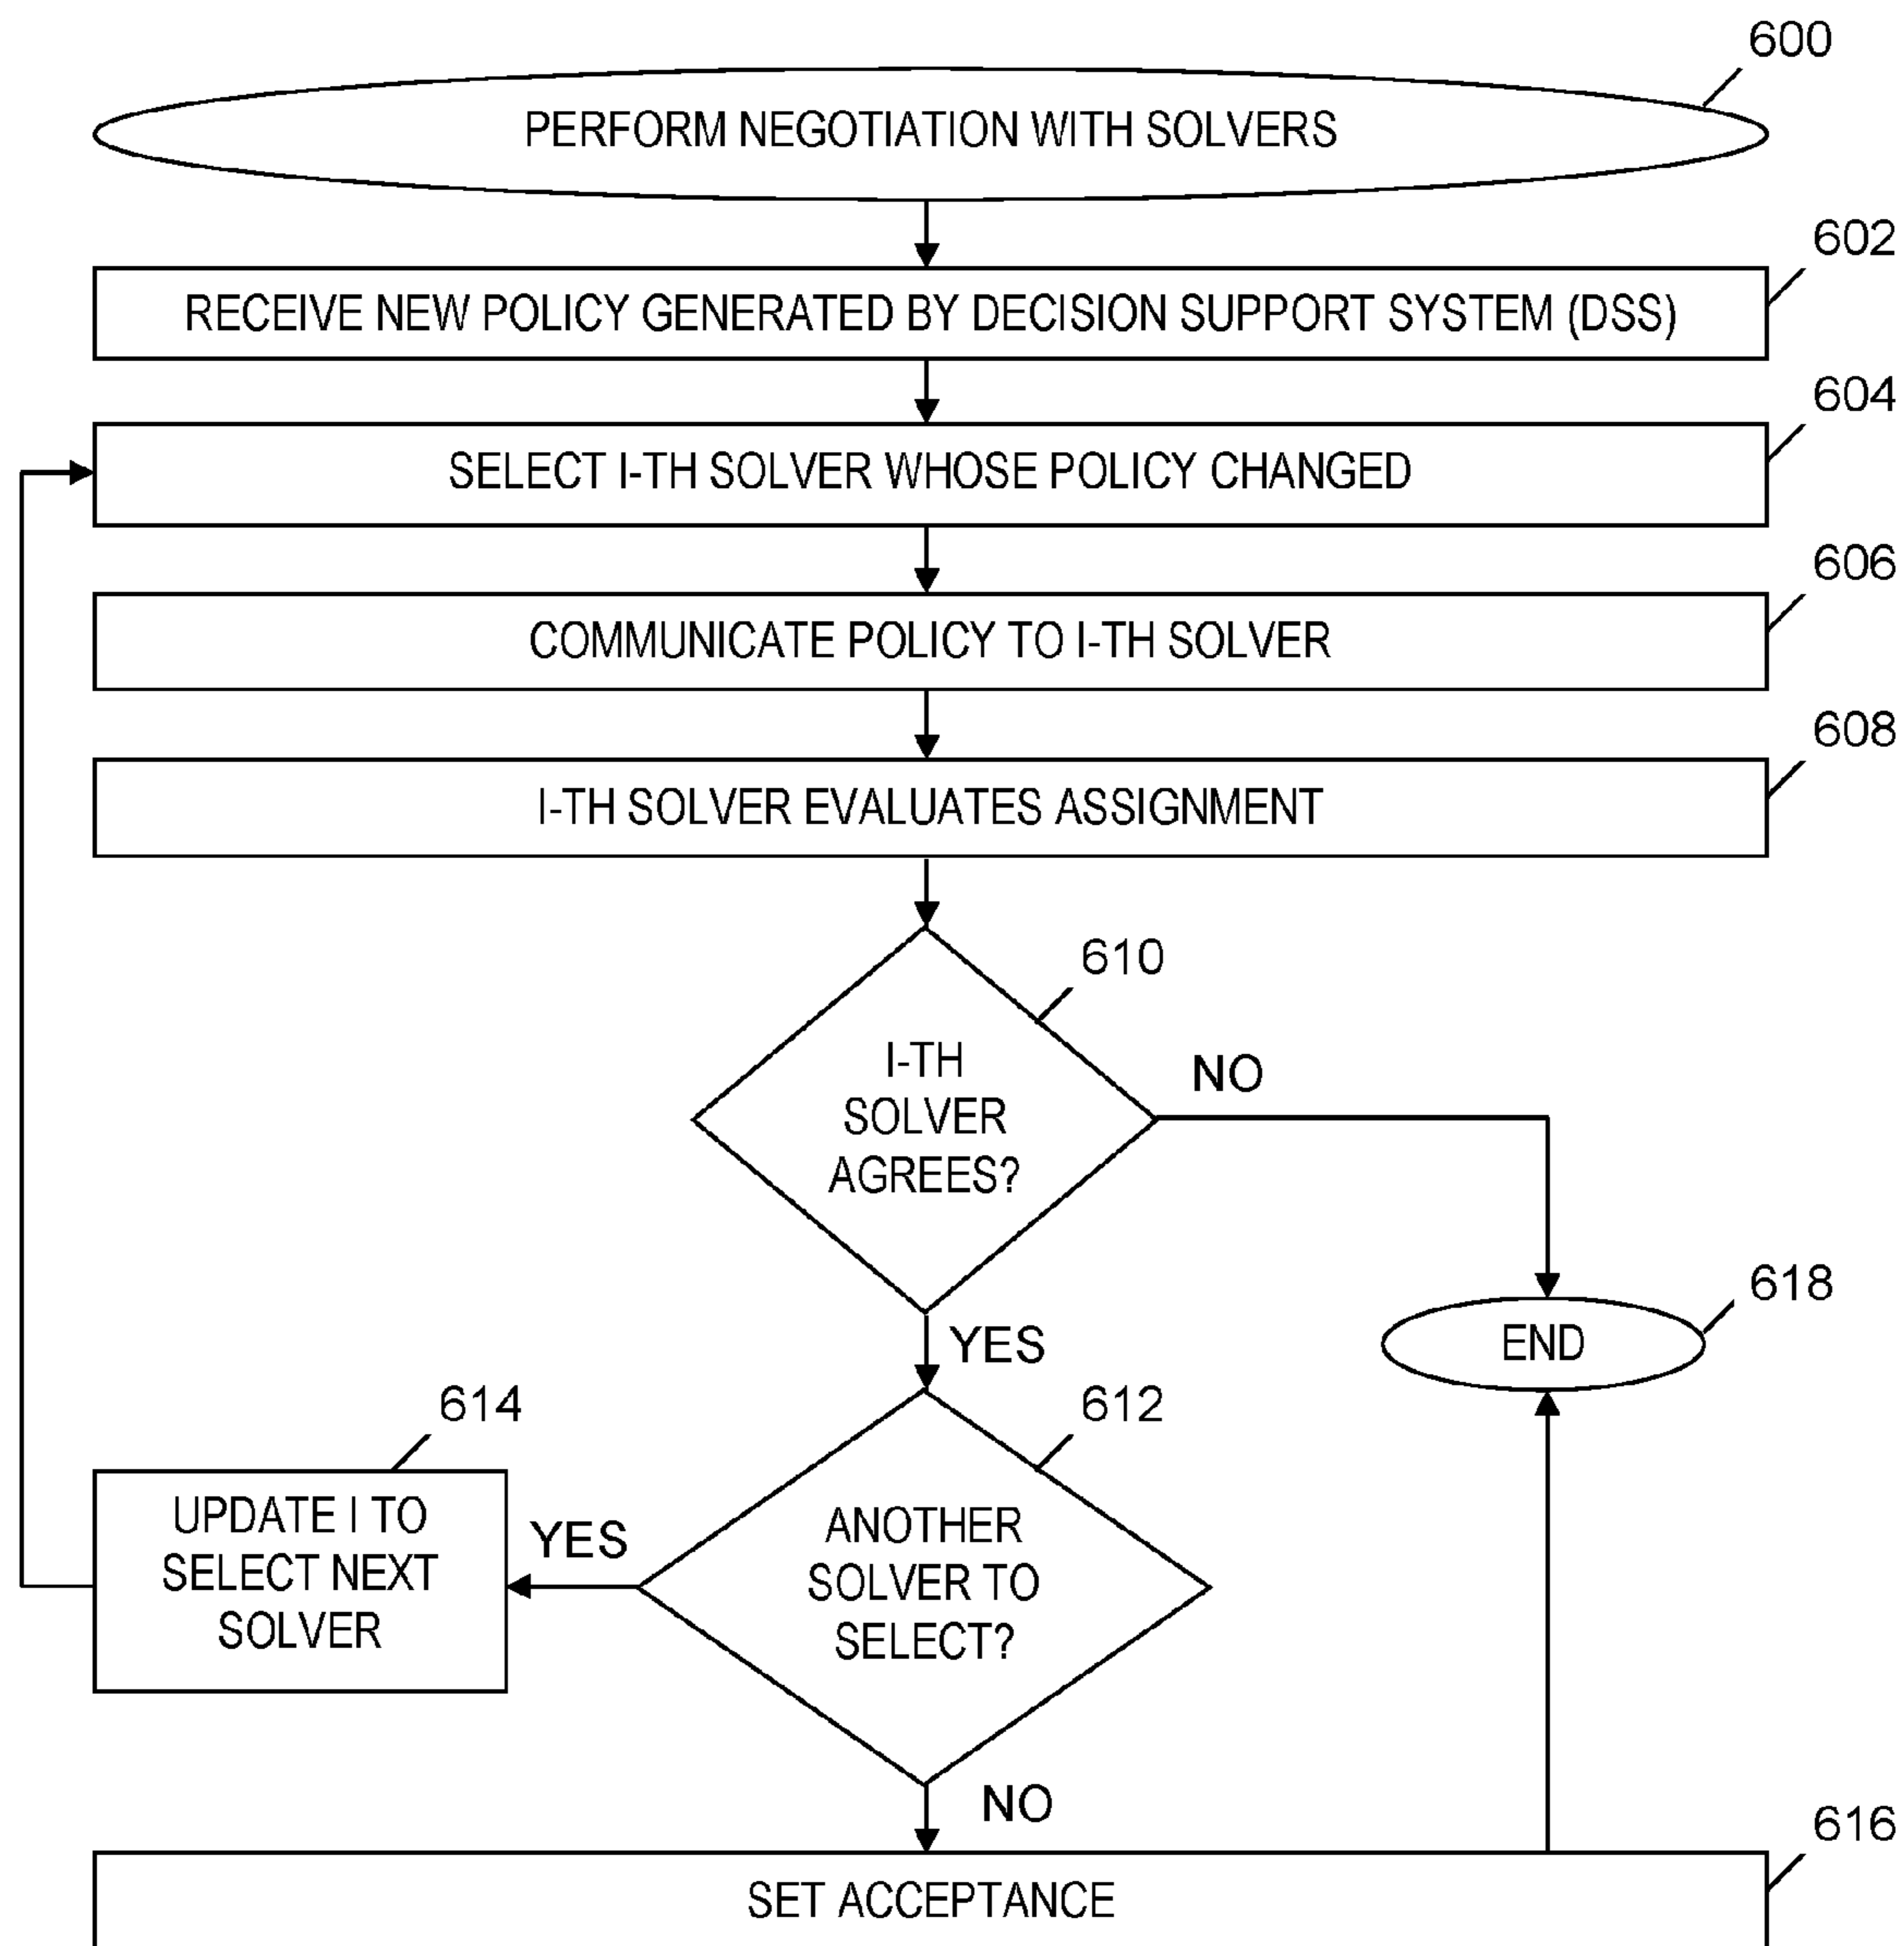 600
PERFORM NEGOTIATION WITH SOLVERS
602
RECEIVE NEW POLICY GENERATED BY DECISION SUPPORT SYSTEM (DSS)
604
SELECT I-TH SOLVER WHOSE POLICY CHANGED
606
COMMUNICATE POLICY TO I-TH SOLVER
608
I-TH SOLVER EVALUATES ASSIGNMENT
610
I-TH
SOLVER
AGREES?
NO
618
END
YES
612
ANOTHER
SOLVER TO
SELECT?
YES
614
UPDATE I TO
SELECT NEXT
SOLVER
NO
616
SET ACCEPTANCE